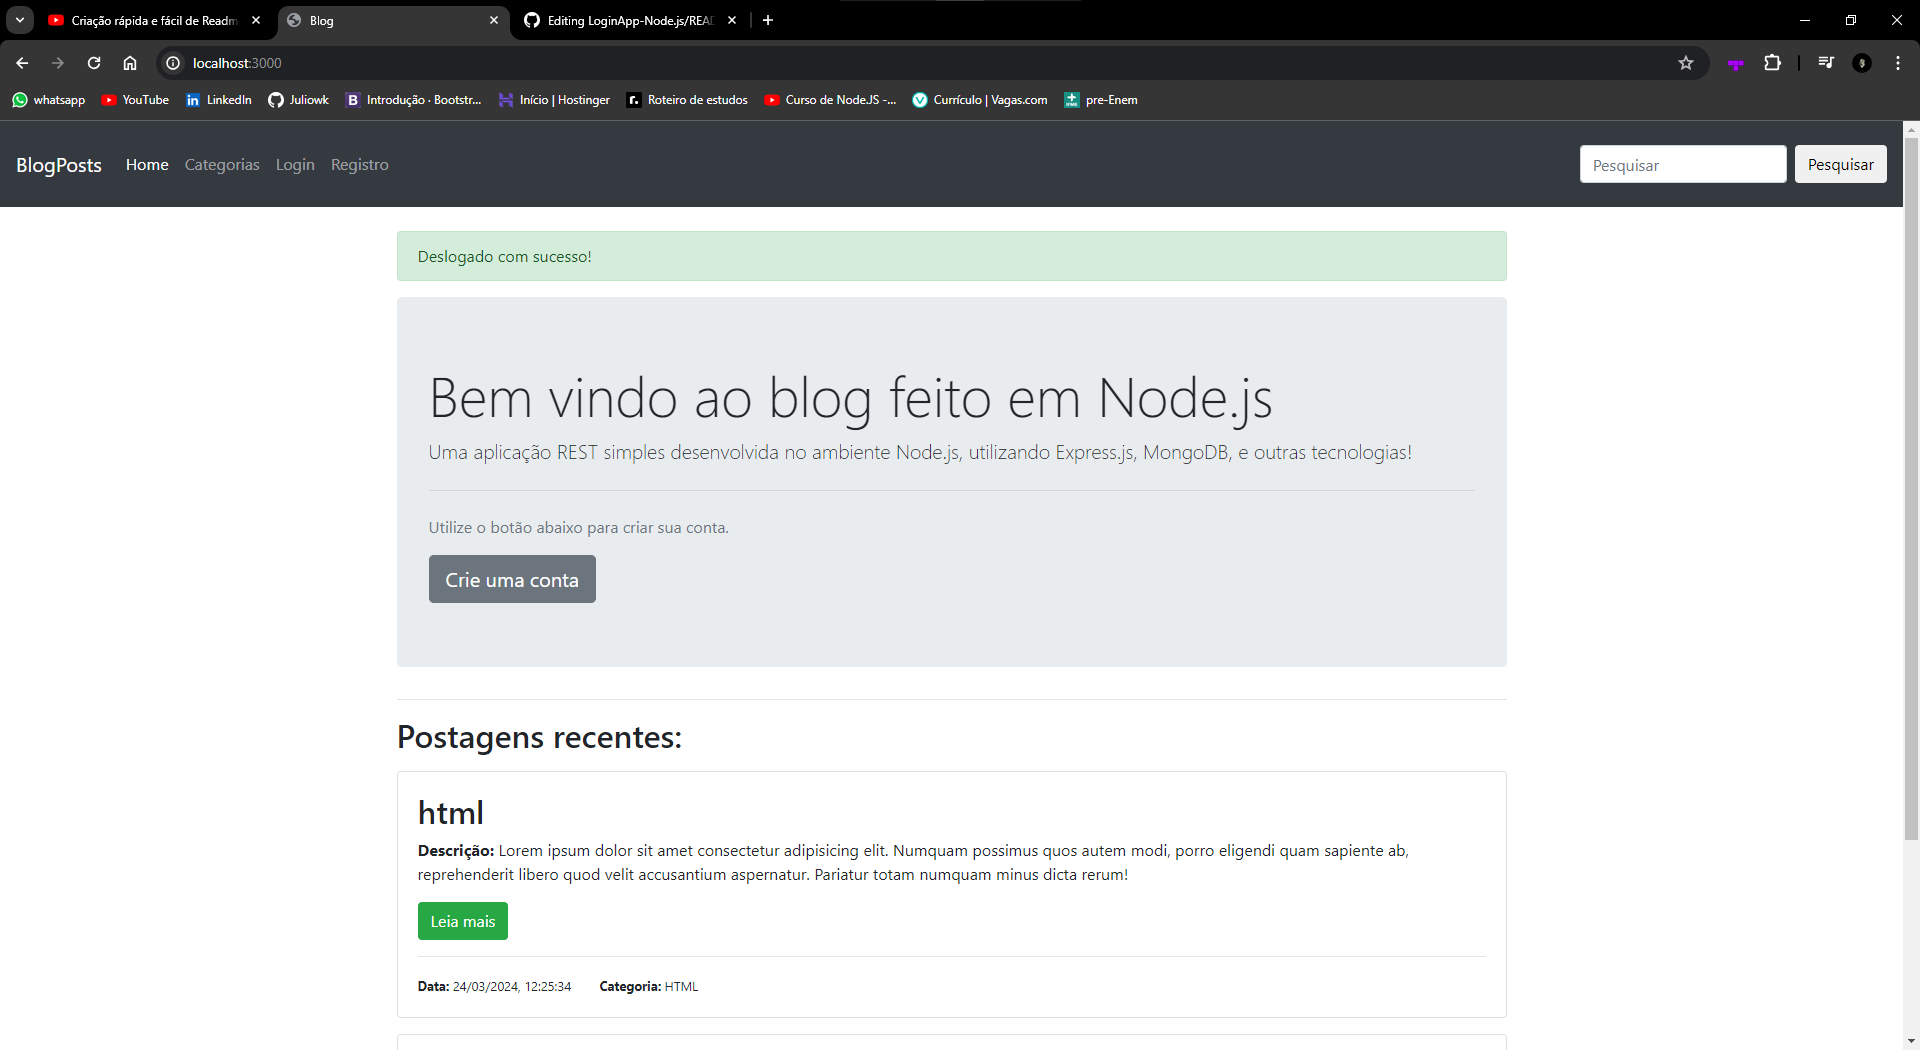 Criação rápida e fácil de Readm
Blog
Editing LoginApp-Node.js/REA
localhost:3000
whatsapp
YouTube
LinkedIn
Juliowk
Introdução · Bootstr...
Início | Hostinger
Roteiro de estudos
Curso de Node.JS -...
Currículo | Vagas.com
pre-Enem
BlogPosts
Home
Categorias
Login
Registro
Pesquisar
Pesquisar
Deslogado com sucesso!
Bem vindo ao blog feito em Node.js
Uma aplicação REST simples desenvolvida no ambiente Node.js, utilizando Express.js, MongoDB, e outras tecnologias!
Utilize o botão abaixo para criar sua conta.
Crie uma conta
Postagens recentes:
html
Descrição: Lorem ipsum dolor sit amet consectetur adipisicing elit. Numquam possimus quos autem modi, porro eligendi quam sapiente ab,
reprehenderit libero quod velit accusantium aspernatur. Pariatur totam numquam minus dicta rerum!
Leia mais
Data: 24/03/2024, 12:25:34 Categoria: HTML